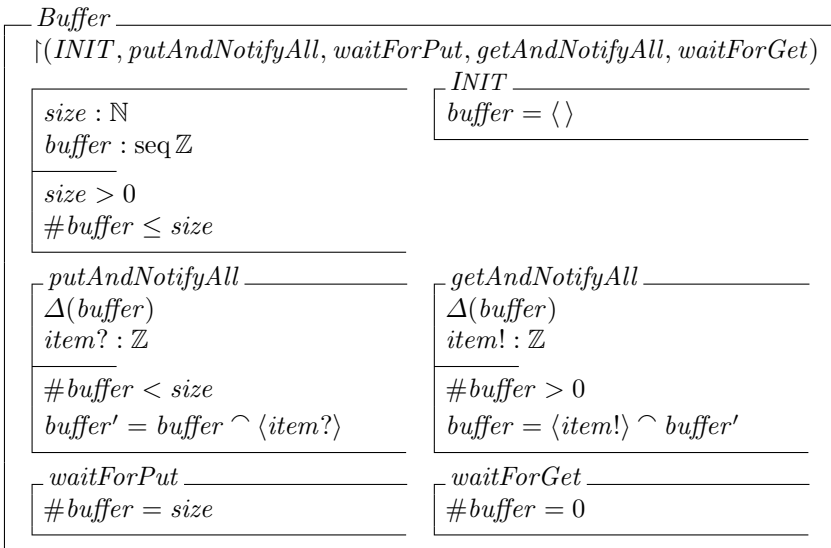 Buffer
↾(INIT, putAndNotifyAll, waitForPut, getAndNotifyAll, waitForGet)
size : ℕ
buffer : seq ℤ
size > 0
#buffer ≤ size
INIT
buffer = ⟨ ⟩
putAndNotifyAll
Δ(buffer)
item? : ℤ
#buffer < size
buffer′ = buffer ⌢ ⟨item?⟩
getAndNotifyAll
Δ(buffer)
item! : ℤ
#buffer > 0
buffer = ⟨item!⟩ ⌢ buffer′
waitForPut
#buffer = size
waitForGet
#buffer = 0